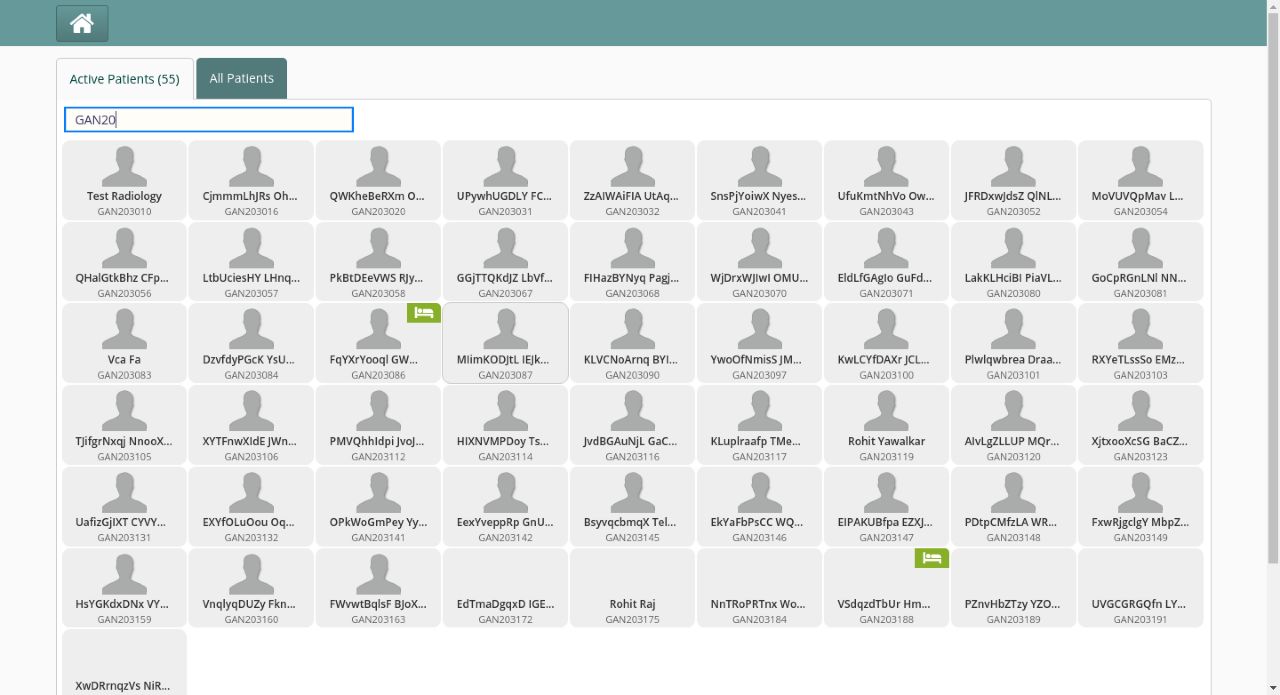 Active Patients (55)
All Patients
GAN20
Test Radiology
GAN203010
CjmmmLhJRs Oh...
GAN203016
QWKheBeRXm O...
GAN203020
UPywhUGDLY FC...
GAN203031
ZzAIWAiFIA UtAq...
GAN203032
SnsPjYoiwX Nyes...
GAN203041
UfuKmtNhVo Ow...
GAN203043
JFRDxwJdsZ QlNL...
GAN203052
MoVUVQpMav L...
GAN203054
QHalGtkBhz CFp...
GAN203056
LtbUciesHY LHnq...
GAN203057
PkBtDEeVWS RJy...
GAN203058
GGjTTQKdJZ LbVf...
GAN203067
FIHazBYNyq Pagj...
GAN203068
WjDrxWJIwI OMU...
GAN203070
EldLfGAgIo GuFd...
GAN203071
LakKLHciBI PiaVL...
GAN203080
GoCpRGnLNl NN...
GAN203081
Vca Fa
GAN203083
DzvfdyPGcK YsU...
GAN203084
FqYXrYooql GW...
GAN203086
MIimKODJtL IEJk...
GAN203087
KLVCNoArnq BYI...
GAN203090
YwoOfNmisS JM...
GAN203097
KwLCYfDAXr JCL...
GAN203100
Plwlqwbrea Draa...
GAN203101
RXYeTLssSo EMz...
GAN203103
TJifgrNxqj NnooX...
GAN203105
XYTFnwXIdE JWn...
GAN203106
PMVQhhIdpi JvoJ...
GAN203112
HIXNVMPDoy Ts...
GAN203114
JvdBGAuNjL GaC...
GAN203116
KLuplraafp TMe...
GAN203117
Rohit Yawalkar
GAN203119
AIvLgZLLUP MQr...
GAN203120
XjtxooXcSG BaCZ...
GAN203123
UafizGjIXT CYVY...
GAN203131
EXYfOLuOou Oq...
GAN203132
OPkWoGmPey Yy...
GAN203141
EexYveppRp GnU...
GAN203142
BsyvqcbmqX Tel...
GAN203145
EkYaFbPsCC WQ...
GAN203146
EIPAKUBfpa EZXJ...
GAN203147
PDtpCMfzLA WR...
GAN203148
FxwRjgclgY MbpZ...
GAN203149
HsYGKdxDNx VY...
GAN203159
VnqlyqDUZy Fkn...
GAN203160
FWvwtBqlsF BJoX...
GAN203163
EdTmaDgqxD IGE...
GAN203172
Rohit Raj
GAN203175
NnTRoPRTnx Wo...
GAN203184
VSdqzdTbUr Hm...
GAN203188
PZnvHbZTzy YZO...
GAN203189
UVGCGRGQfn LY...
GAN203191
XwDRrnqzVs NiR...